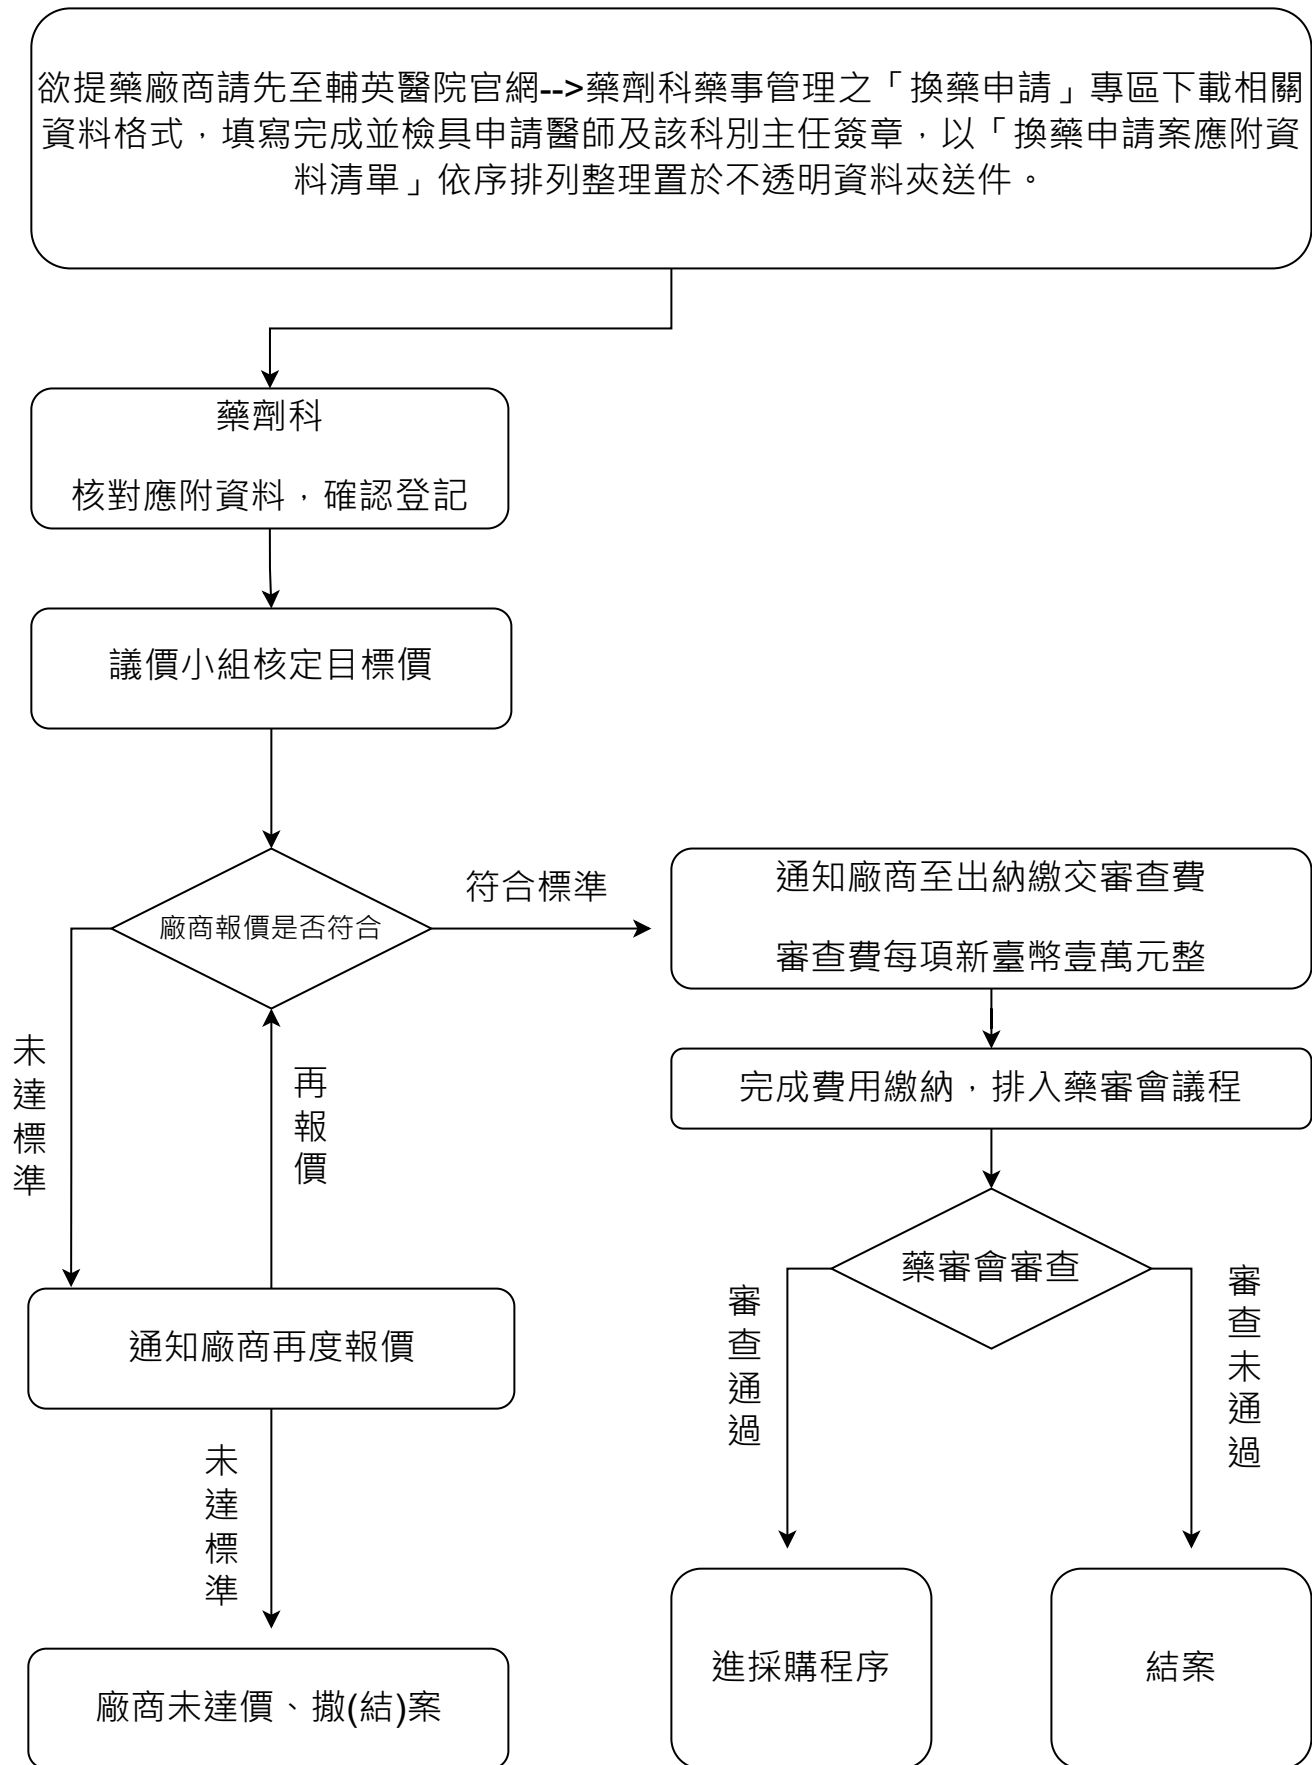 欲提藥廠商請先至輔英醫院官網-->藥劑科藥事管理之「換藥申請」專區下載相關
資料格式，填寫完成並檢具申請醫師及該科別主任簽章，以「換藥申請案應附資
料清單」依序排列整理置於不透明資料夾送件。
藥劑科
核對應附資料，確認登記
議價小組核定目標價
廠商報價是否符合
符合標準
通知廠商至出納繳交審查費
審查費每項新臺幣壹萬元整
未達標準
再報價
完成費用繳納，排入藥審會議程
藥審會審查
通知廠商再度報價
審查通過
審查未通過
未達標準
進採購程序
結案
廠商未達價、撤(結)案